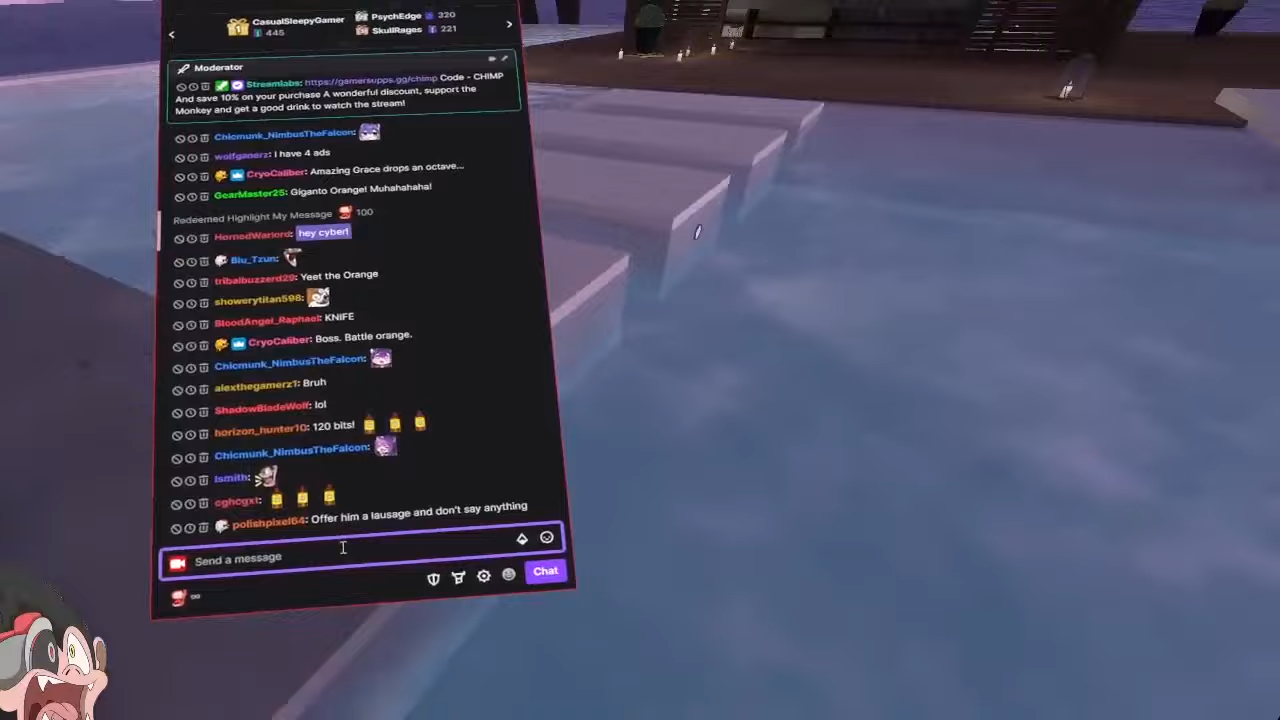 CasualSleepyGamer 445
PsychEdge 320
SkullRages 221
Moderator
Streamlabs: https://gamersupps.gg/chimp Code - CHIMP
And save 10% on your purchase A wonderful discount, support the
Monkey and get a good drink to watch the stream!
Chicmunk_NimbusTheFalcon:
wolfganerz: I have 4 ads
CryoCaliber: Amazing Grace drops an octave...
GearMaster25: Giganto Orange! Muhahahaha!
Redeemed Highlight My Message 100
HornedWarlord: hey cyber!
Blu_Tzun:
tribalbuzzerd29: Yeet the Orange
showerytitan598:
BloodAngel_Raphael: KNIFE
CryoCaliber: Boss. Battle orange.
Chicmunk_NimbusTheFalcon:
alexthegamerz1: Bruh
ShadowBladeWolf: lol
horizon_hunter10: 120 bits!
Chicmunk_NimbusTheFalcon:
lsmith:
cghcgxt:
polishpixel64: Offer him a lausage and don't say anything
Send a message
Chat